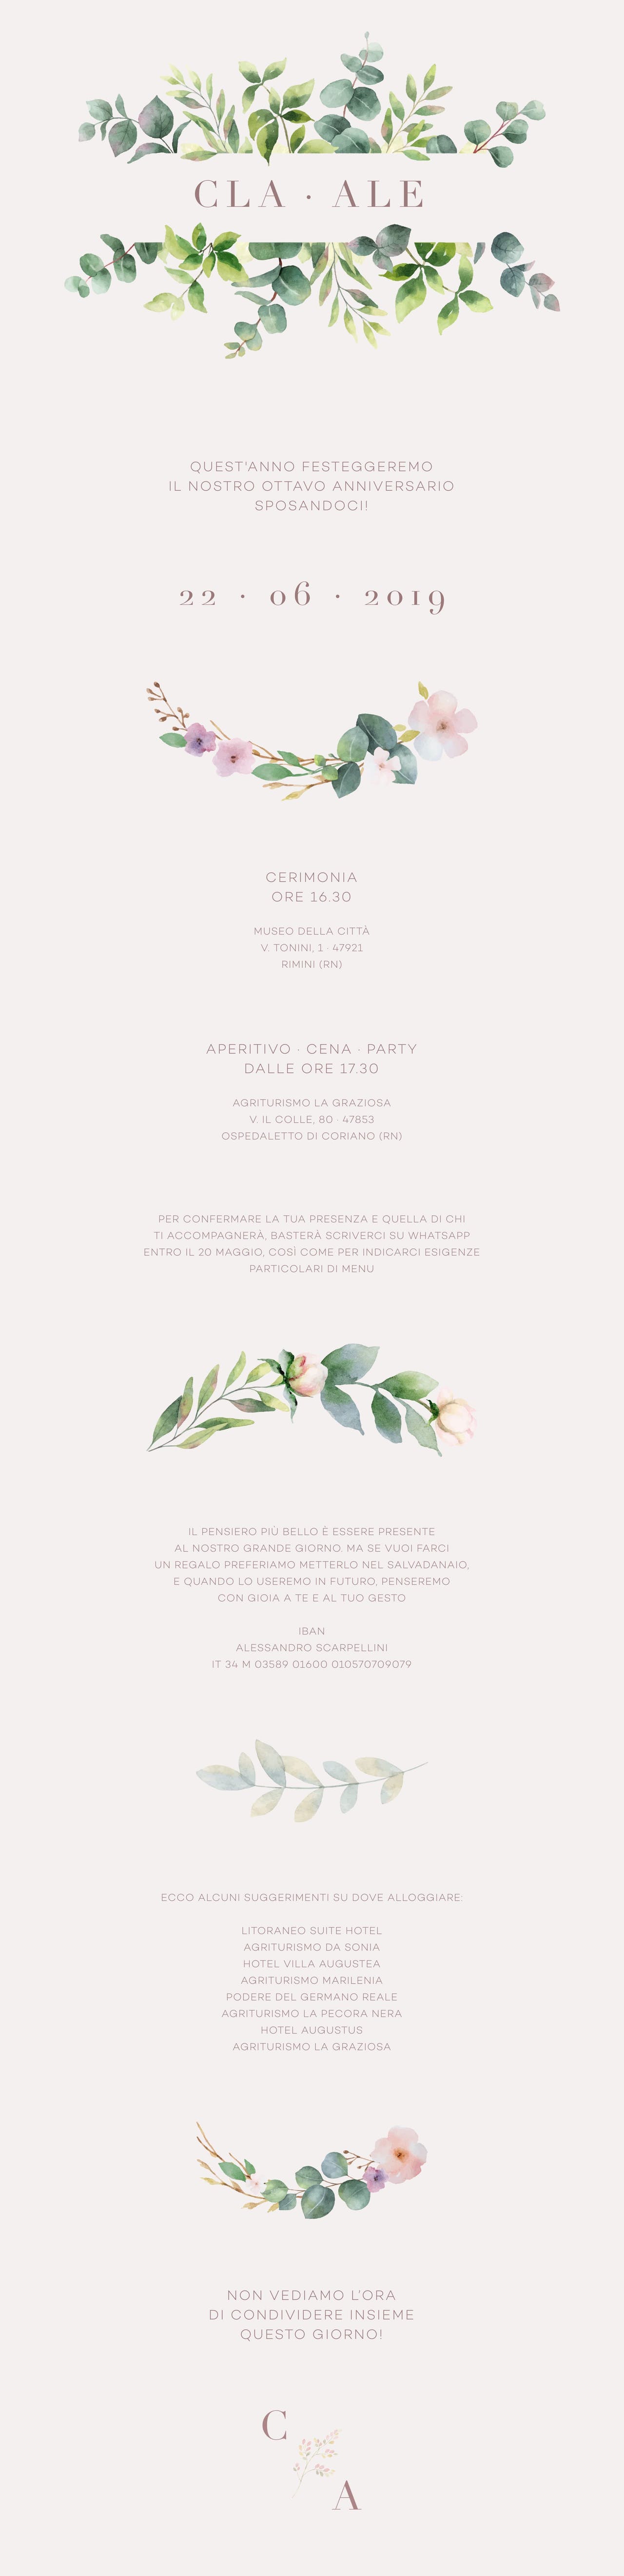 CLA · ALE
QUEST'ANNO FESTEGGEREMO
IL NOSTRO OTTAVO ANNIVERSARIO
SPOSANDOCI!
22 · 06 · 2019
CERIMONIA
ORE 16.30
MUSEO DELLA CITTÀ
V. TONINI, 1 · 47921
RIMINI (RN)
APERITIVO · CENA · PARTY
DALLE ORE 17.30
AGRITURISMO LA GRAZIOSA
V. IL COLLE, 80 · 47853
OSPEDALETTO DI CORIANO (RN)
PER CONFERMARE LA TUA PRESENZA E QUELLA DI CHI
TI ACCOMPAGNERÀ, BASTERÀ SCRIVERCI SU WHATSAPP
ENTRO IL 20 MAGGIO, COSÌ COME PER INDICARCI ESIGENZE
PARTICOLARI DI MENU
IL PENSIERO PIÙ BELLO È ESSERE PRESENTE
AL NOSTRO GRANDE GIORNO. MA SE VUOI FARCI
UN REGALO PREFERIAMO METTERLO NEL SALVADANAIO,
E QUANDO LO USEREMO IN FUTURO, PENSEREMO
CON GIOIA A TE E AL TUO GESTO
IBAN
ALESSANDRO SCARPELLINI
IT 34 M 03589 01600 010570709079
ECCO ALCUNI SUGGERIMENTI SU DOVE ALLOGGIARE:
LITORANEO SUITE HOTEL
AGRITURISMO DA SONIA
HOTEL VILLA AUGUSTEA
AGRITURISMO MARILENIA
PODERE DEL GERMANO REALE
AGRITURISMO LA PECORA NERA
HOTEL AUGUSTUS
AGRITURISMO LA GRAZIOSA
NON VEDIAMO L'ORA
DI CONDIVIDERE INSIEME
QUESTO GIORNO!
C
A